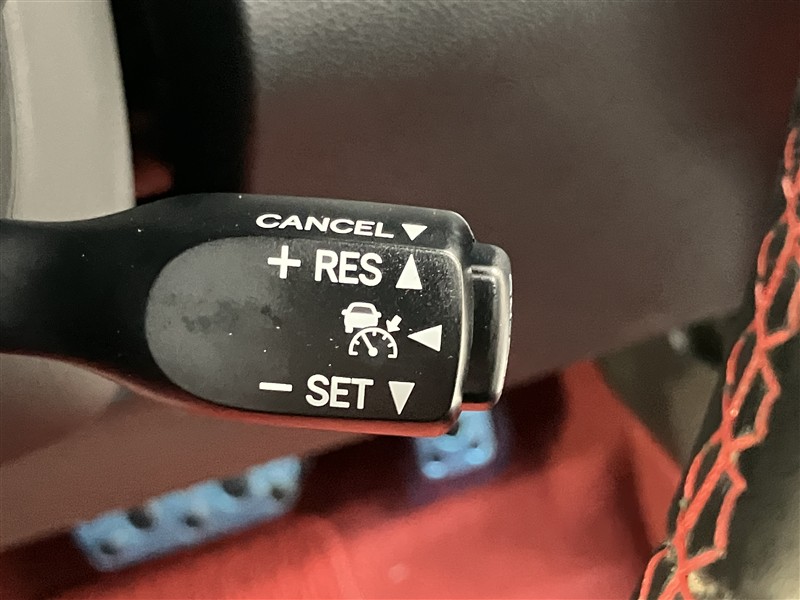 CANCEL ▼
+ RES ▲
◀
− SET ▼